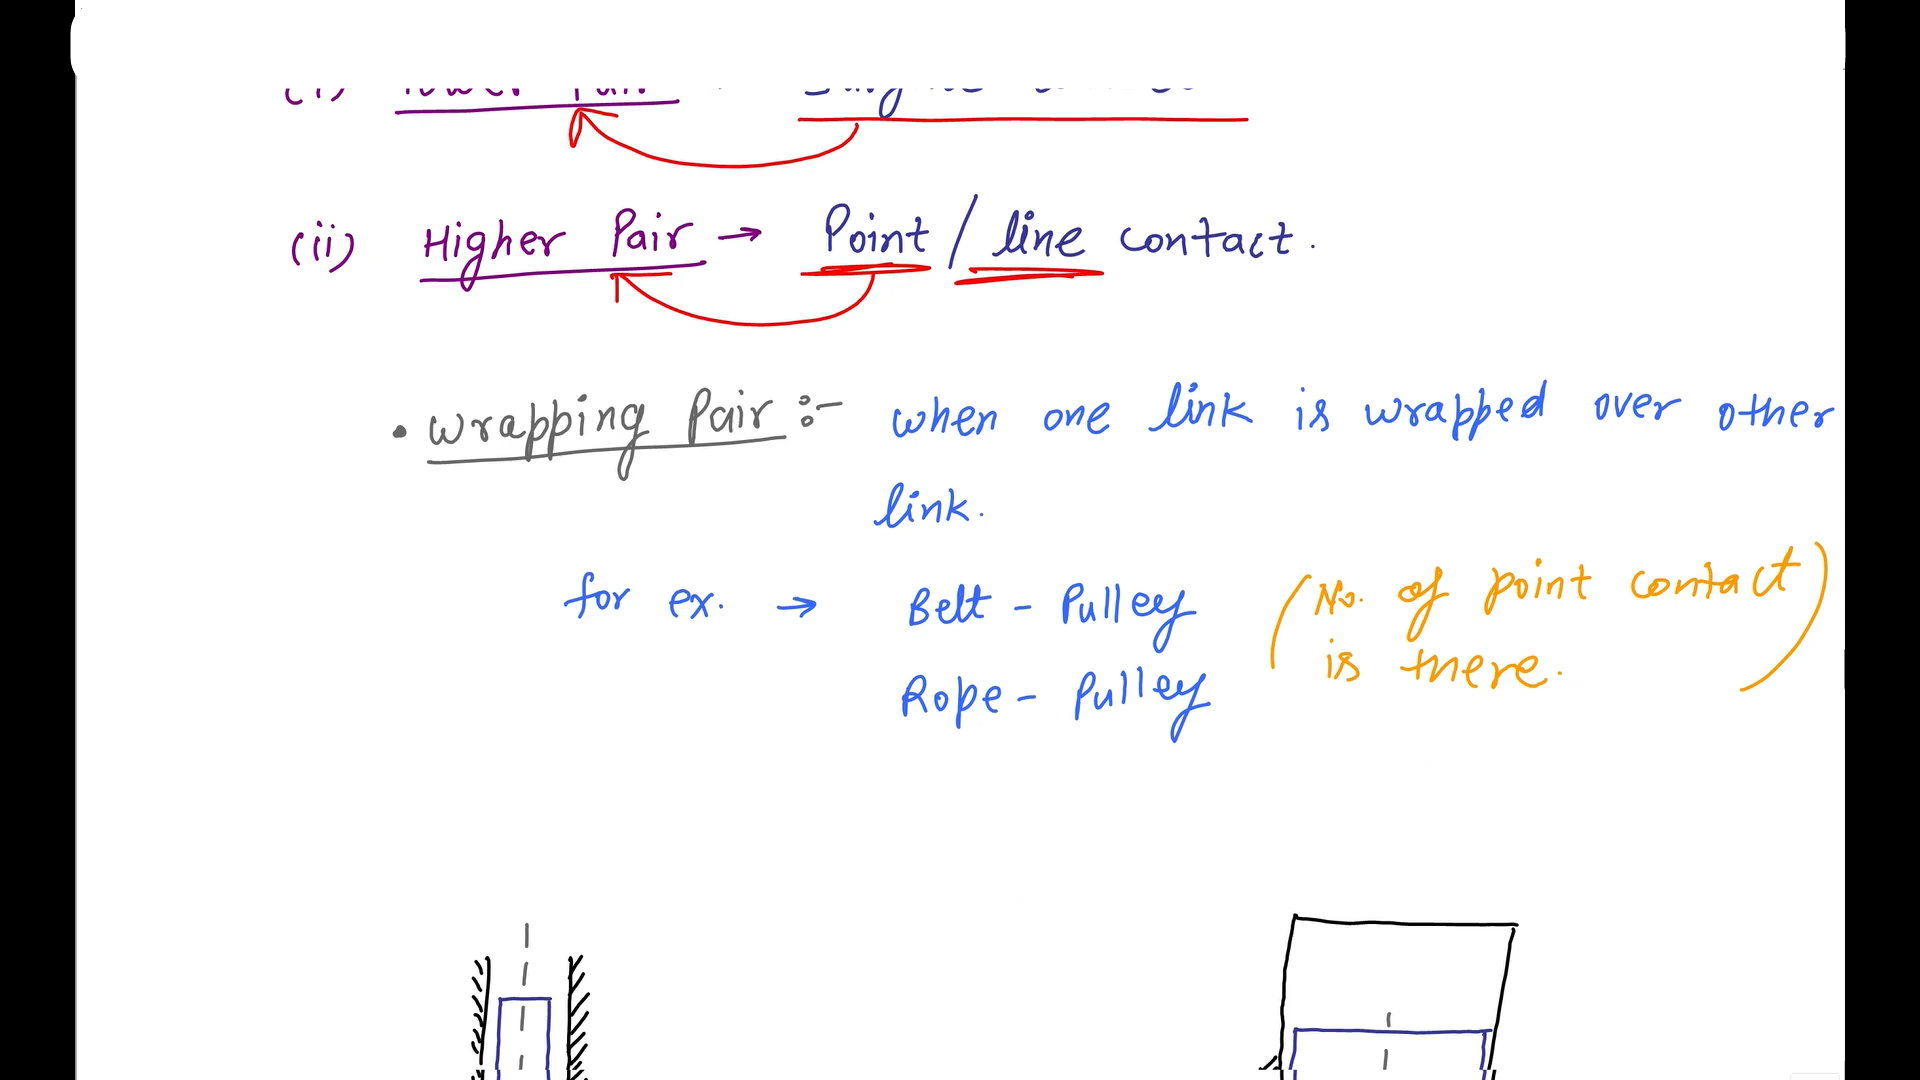 (ii) Higher Pair → Point / line contact.
• Wrapping Pair :- when one link is wrapped over other
link.
for ex. → Belt - Pulley (No. of point contact
is there.)
Rope - Pulley